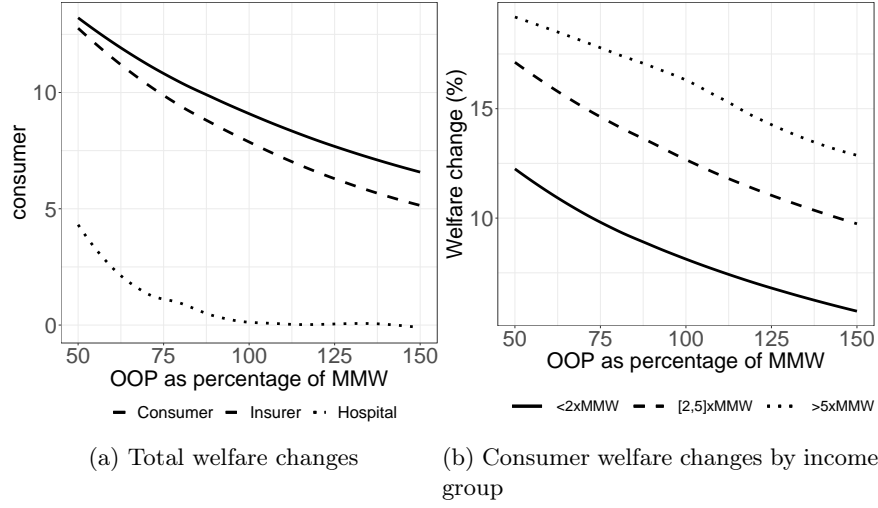 consumer
10
5
0
50
75
100
125
150
OOP as percentage of MMW
Consumer
Insurer
Hospital
(a) Total welfare changes
Welfare change (%)
15
10
50
75
100
125
150
OOP as percentage of MMW
<2xMMW
[2,5]xMMW
>5xMMW
(b) Consumer welfare changes by income
group